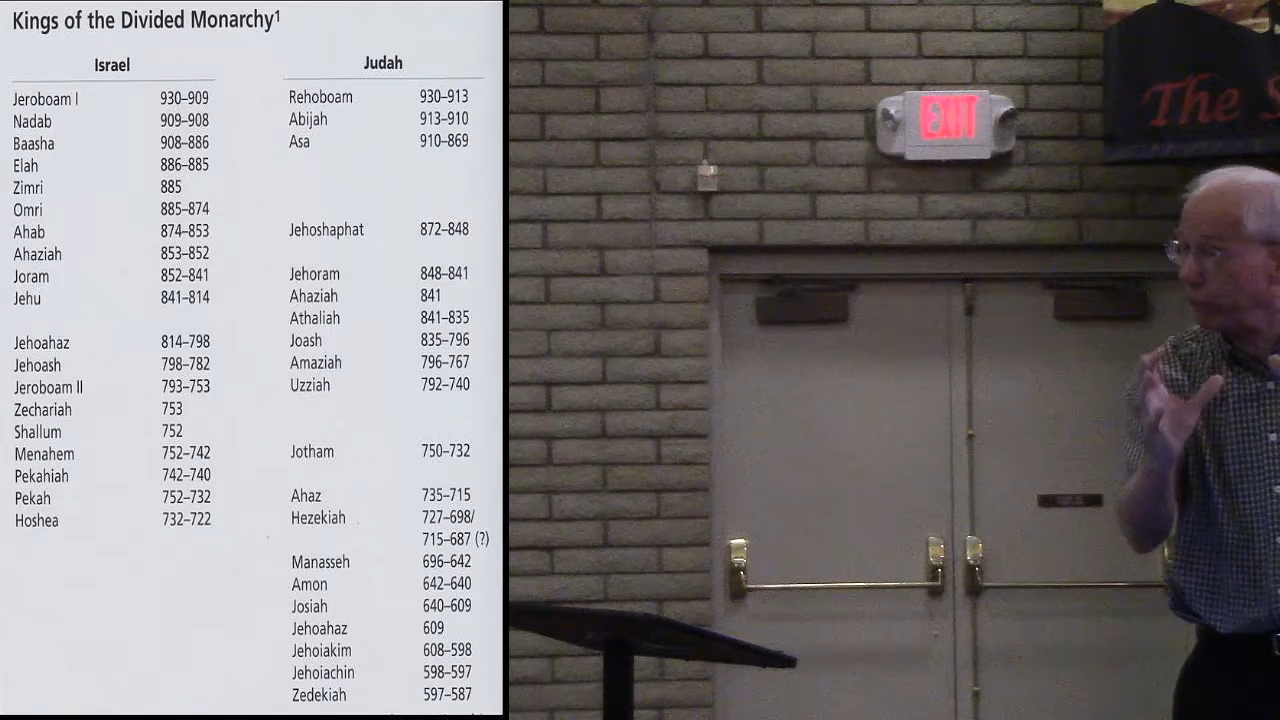 Kings of the Divided Monarchy¹
Israel
Jeroboam I 930–909
Nadab 909–908
Baasha 908–886
Elah 886–885
Zimri 885
Omri 885–874
Ahab 874–853
Ahaziah 853–852
Joram 852–841
Jehu 841–814
Jehoahaz 814–798
Jehoash 798–782
Jeroboam II 793–753
Zechariah 753
Shallum 752
Menahem 752–742
Pekahiah 742–740
Pekah 752–732
Hoshea 732–722
Judah
Rehoboam 930–913
Abijah 913–910
Asa 910–869
Jehoshaphat 872–848
Jehoram 848–841
Ahaziah 841
Athaliah 841–835
Joash 835–796
Amaziah 796–767
Uzziah 792–740
Jotham 750–732
Ahaz 735–715
Hezekiah 727–698/
715–687 (?)
Manasseh 696–642
Amon 642–640
Josiah 640–609
Jehoahaz 609
Jehoiakim 608–598
Jehoiachin 598–597
Zedekiah 597–587
EXIT
The S